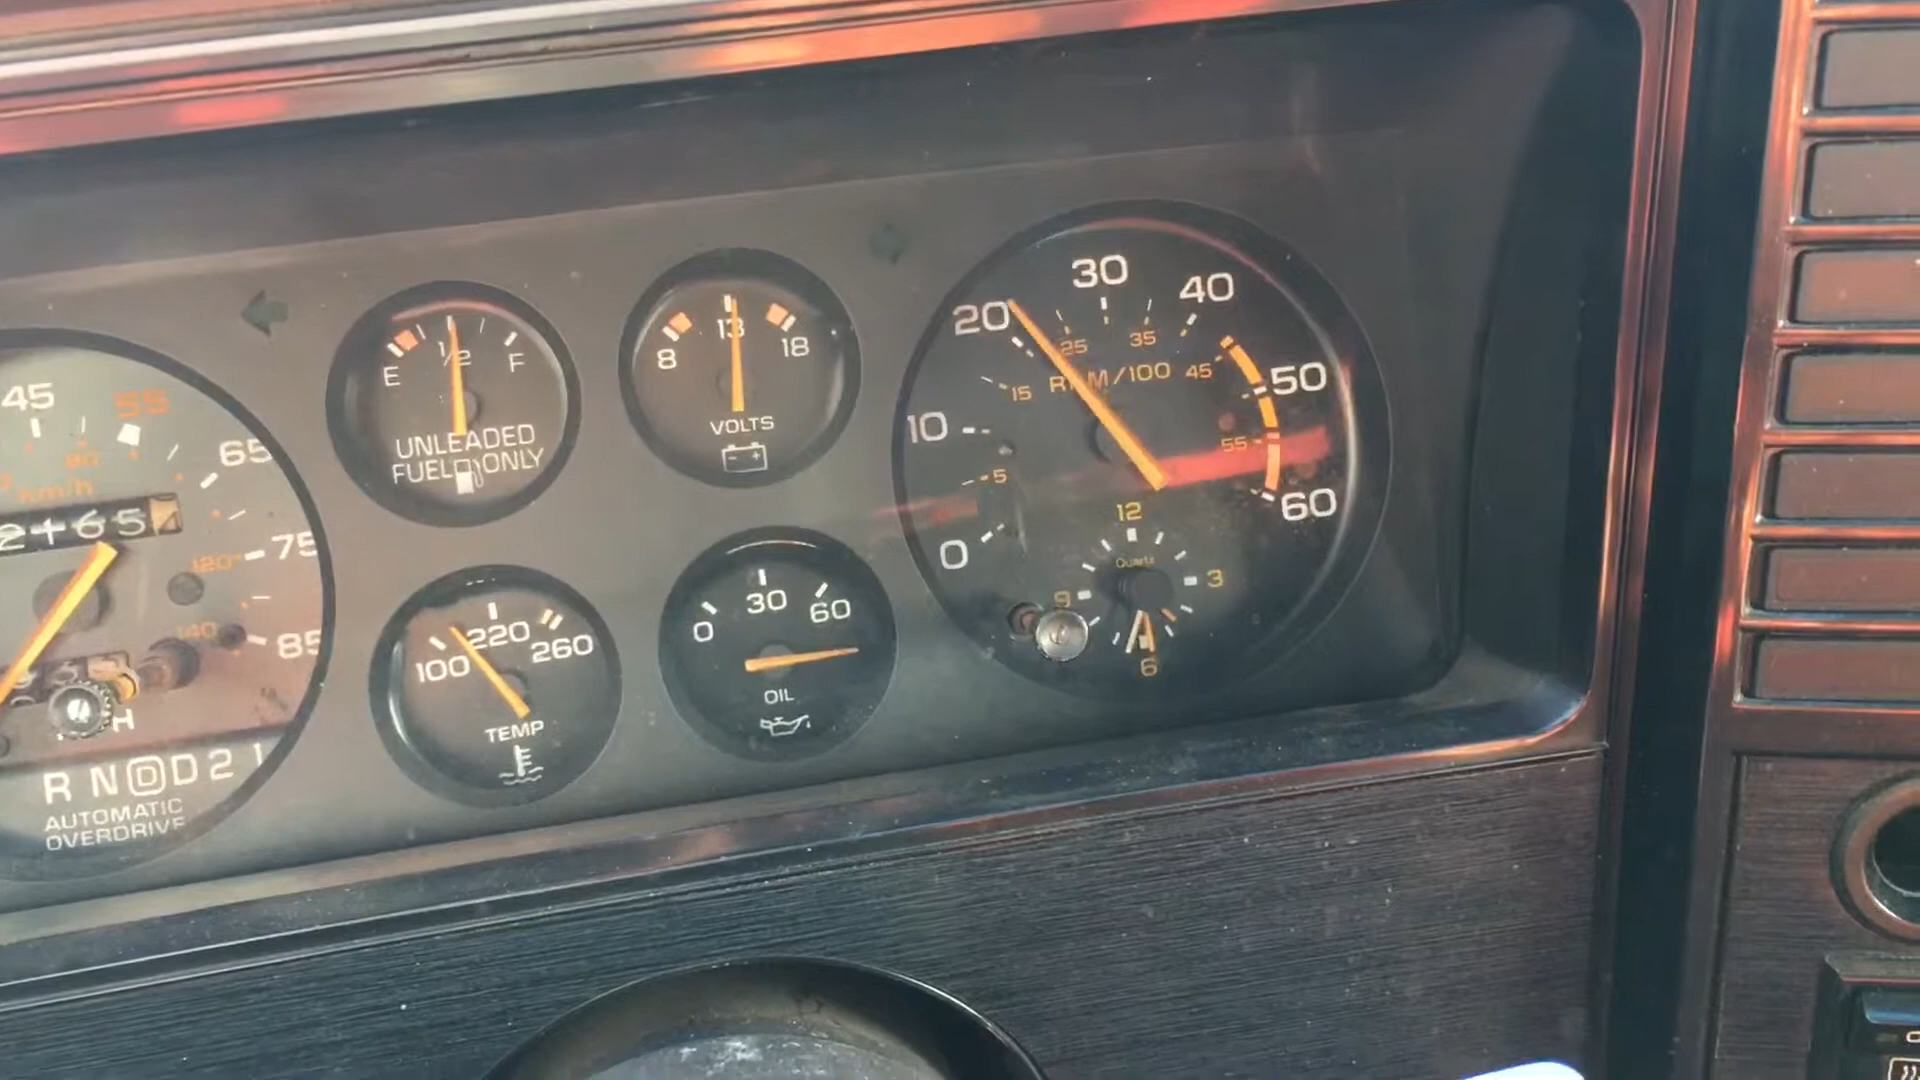 45 55 65 75 85
80 120 140
km/h
R N D D 2 1
AUTOMATIC
OVERDRIVE
E 1/2 F
UNLEADED
FUEL ONLY
8 13 18
VOLTS
- +
100 220 260
TEMP
0 30 60
OIL
0 10 20 30 40 50 60
5 15 25 35 45 55
RPM/100
12 3 6 9
Quartz